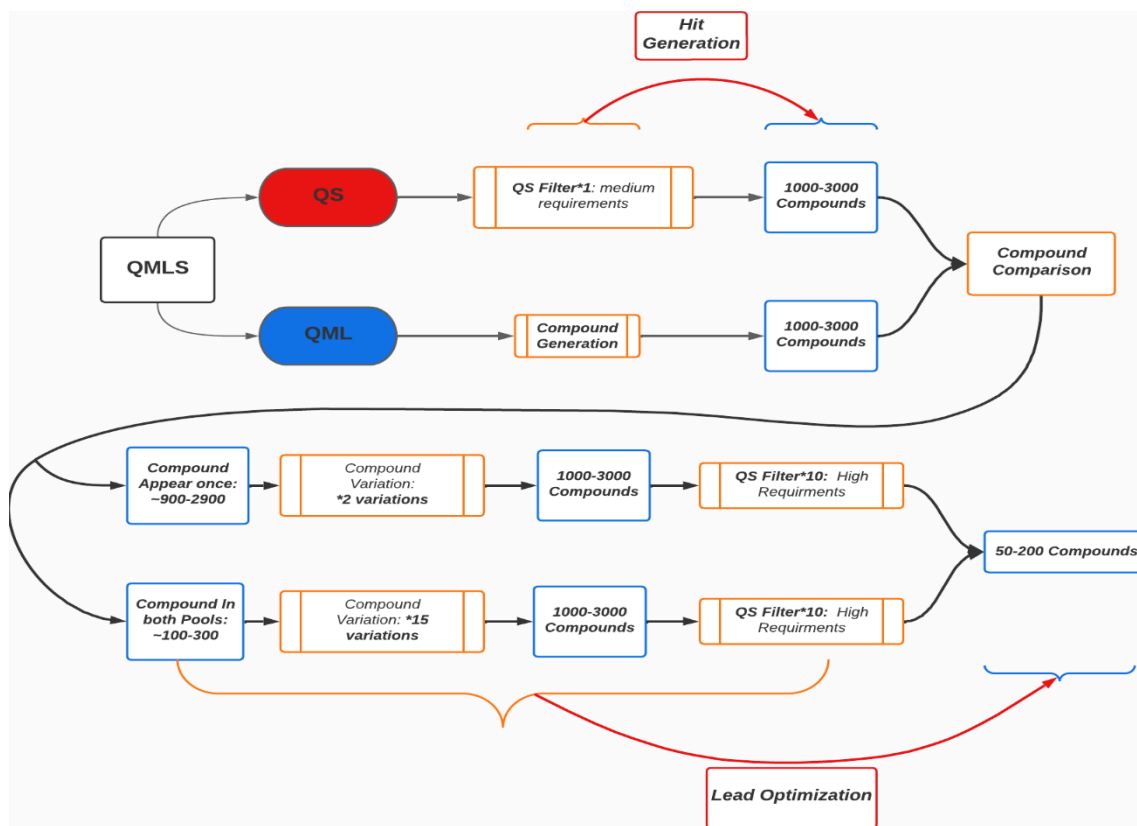 Hit
Generation
QS
QS Filter*1: medium
requirements
1000-3000
Compounds
QMLS
Compound
Comparison
QML
Compound
Generation
1000-3000
Compounds
Compound
Appear once:
~900-2900
Compound
Variation:
*2 variations
1000-3000
Compounds
QS Filter*10: High
Requirments
50-200 Compounds
Compound In
both Pools:
~100-300
Compound
Variation: *15
variations
1000-3000
Compounds
QS Filter*10: High
Requirments
Lead Optimization